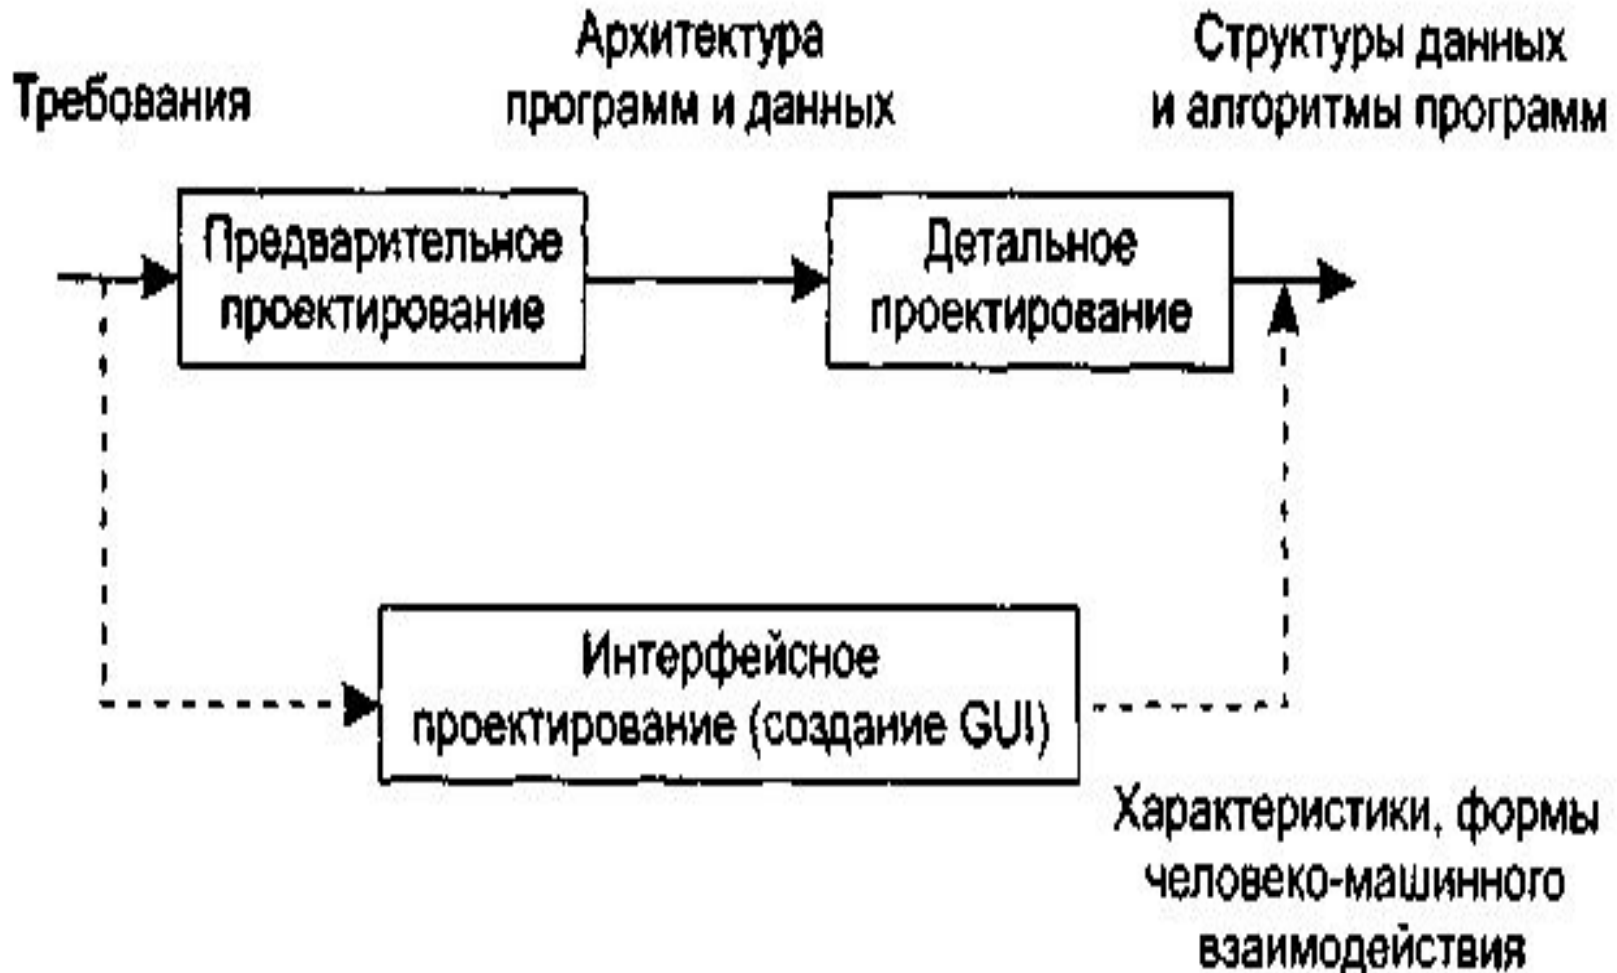 Требования
Архитектура
программ и данных
Структуры данных
и алгоритмы программ
Предварительное
проектирование
Детальное
проектирование
Интерфейсное
проектирование (создание GUI)
Характеристики, формы
человеко-машинного
взаимодействия